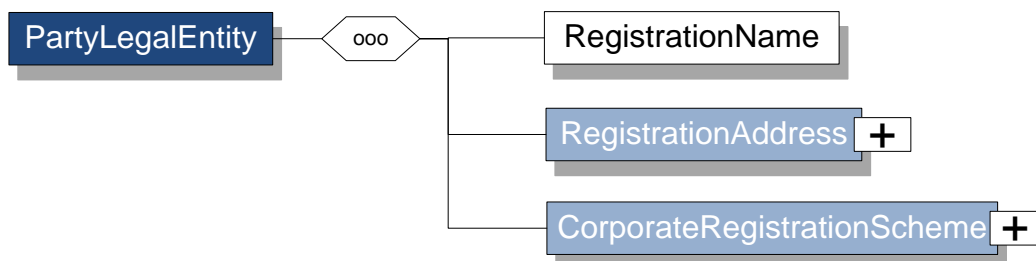 PartyLegalEntity
ooo
RegistrationName
RegistrationAddress +
CorporateRegistrationScheme +